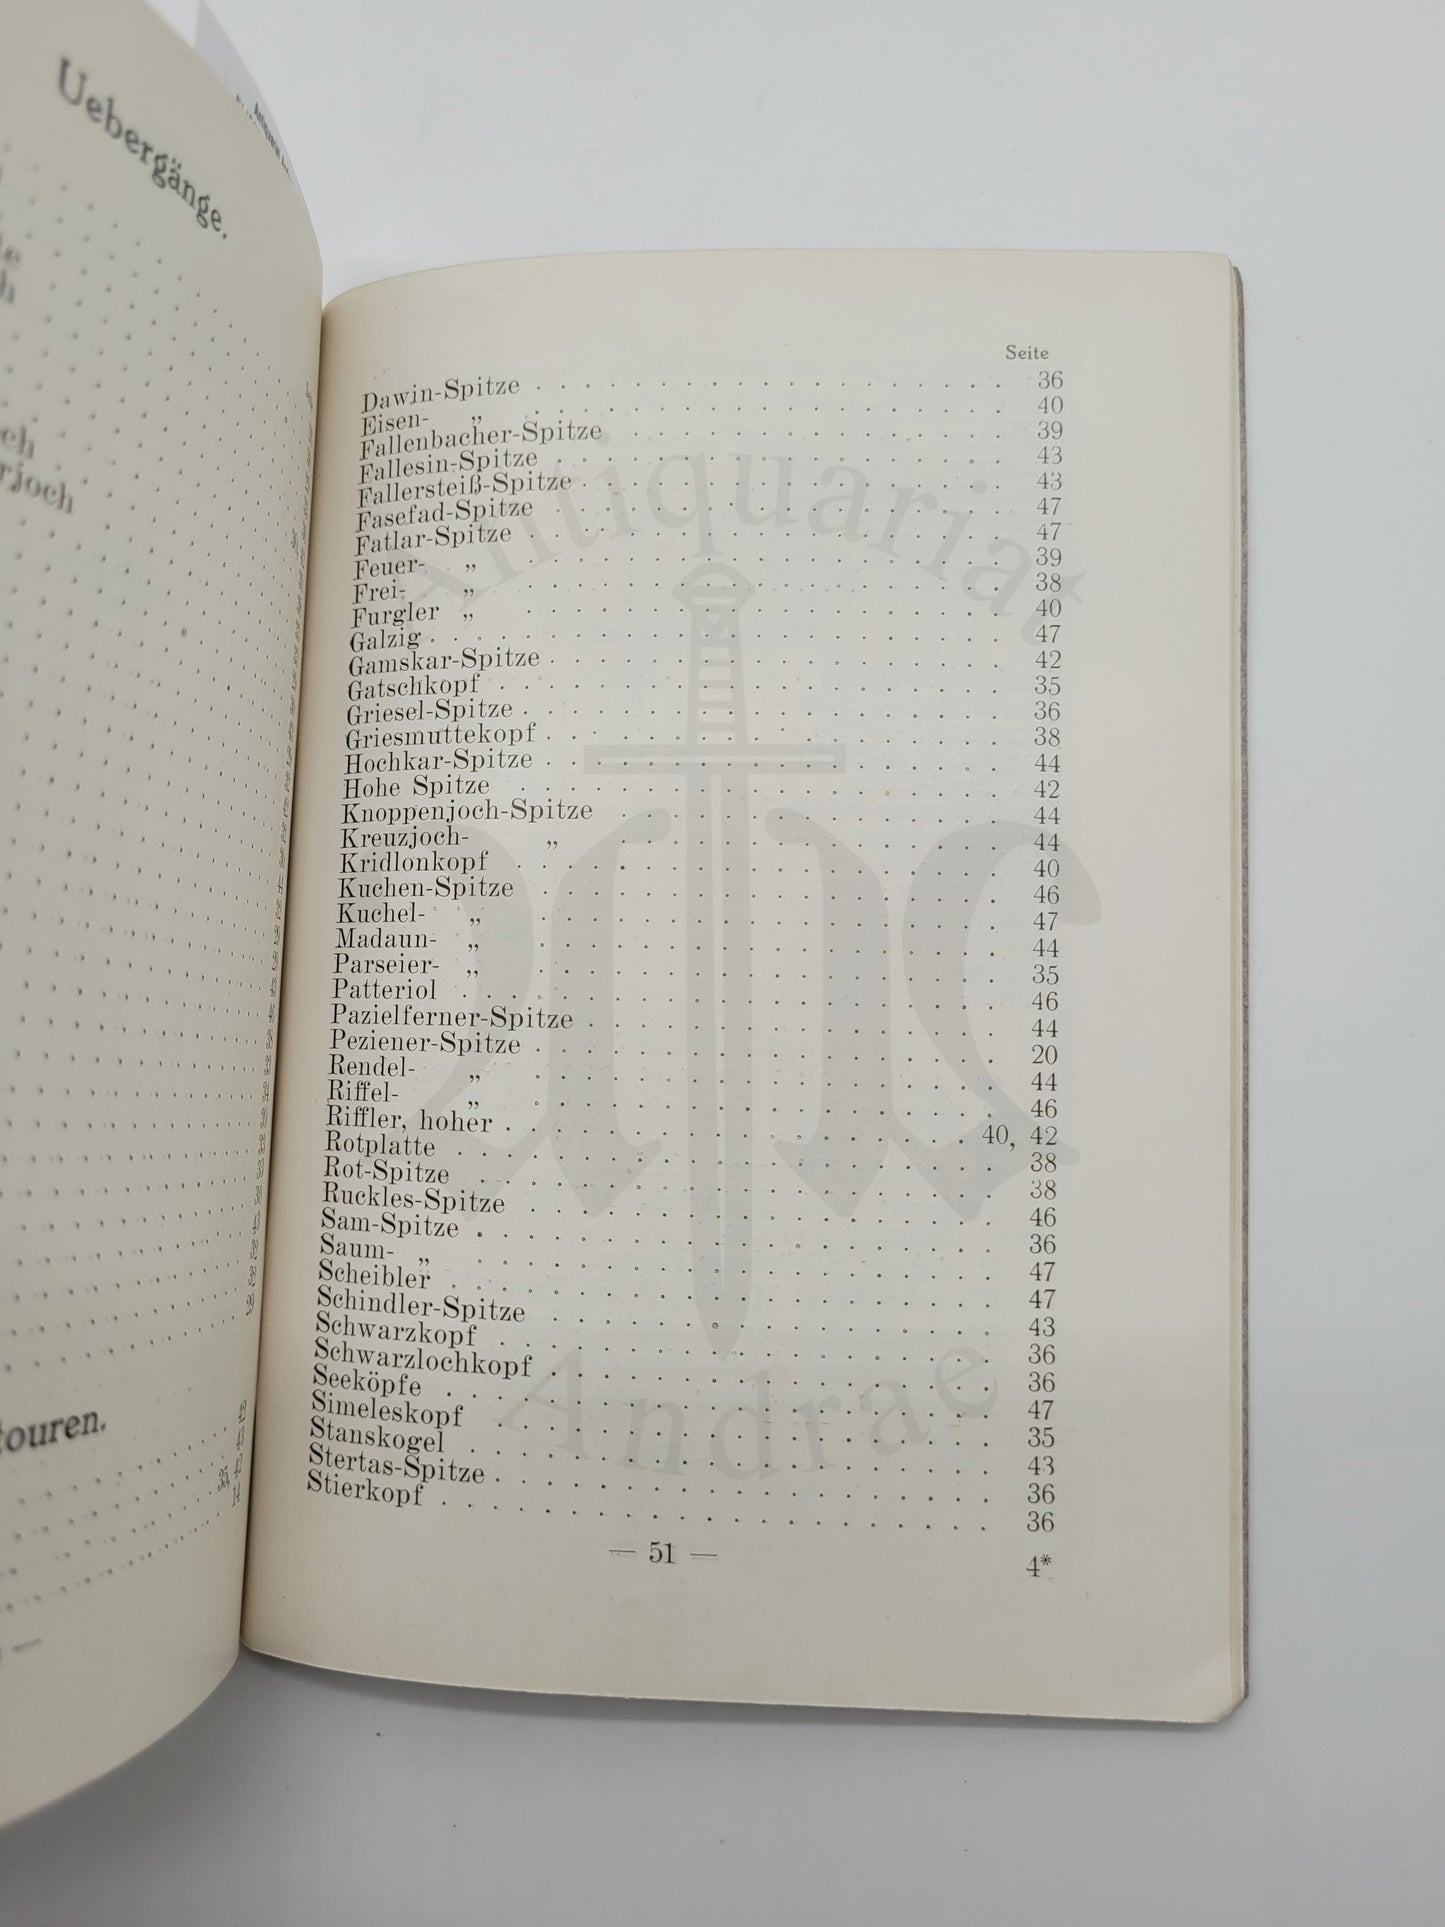 Uebergänge.
touren.
Seite
Dawin-Spitze . . . . . . . . . . . . . . . . . . 36
Eisen- „ . . . . . . . . . . . . . . . . . . 40
Fallenbacher-Spitze . . . . . . . . . . . . . . . 39
Fallesin-Spitze . . . . . . . . . . . . . . . . . 43
Fallersteiß-Spitze . . . . . . . . . . . . . . . . 43
Fasefad-Spitze . . . . . . . . . . . . . . . . . 47
Fatlar-Spitze . . . . . . . . . . . . . . . . . . 47
Feuer- „ . . . . . . . . . . . . . . . . . . 39
Frei- „ . . . . . . . . . . . . . . . . . . 38
Furgler „ . . . . . . . . . . . . . . . . . . 40
Galzig . . . . . . . . . . . . . . . . . . . . . 47
Gamskar-Spitze . . . . . . . . . . . . . . . . . 42
Gatschkopf . . . . . . . . . . . . . . . . . . . 35
Griesel-Spitze . . . . . . . . . . . . . . . . . . 36
Griesmuttekopf . . . . . . . . . . . . . . . . . 38
Hochkar-Spitze . . . . . . . . . . . . . . . . . 44
Hohe Spitze . . . . . . . . . . . . . . . . . . 42
Knoppenjoch-Spitze . . . . . . . . . . . . . . . 44
Kreuzjoch- „ . . . . . . . . . . . . . . . 44
Kridlonkopf . . . . . . . . . . . . . . . . . . 40
Kuchen-Spitze . . . . . . . . . . . . . . . . . 46
Kuchel- „ . . . . . . . . . . . . . . . . . 47
Madaun- „ . . . . . . . . . . . . . . . . . 44
Parseier- „ . . . . . . . . . . . . . . . . . 35
Patteriol . . . . . . . . . . . . . . . . . . . . 46
Pazielferner-Spitze . . . . . . . . . . . . . . . 44
Peziener-Spitze . . . . . . . . . . . . . . . . . 20
Rendel- „ . . . . . . . . . . . . . . . . . 44
Riffel- „ . . . . . . . . . . . . . . . . . 46
Riffler, hoher . . . . . . . . . . . . . . . . . 40, 42
Rotplatte . . . . . . . . . . . . . . . . . . . . 38
Rot-Spitze . . . . . . . . . . . . . . . . . . . 38
Ruckles-Spitze . . . . . . . . . . . . . . . . . 46
Sam-Spitze . . . . . . . . . . . . . . . . . . . 36
Saum- „ . . . . . . . . . . . . . . . . . . . 47
Scheibler . . . . . . . . . . . . . . . . . . . . 47
Schindler-Spitze . . . . . . . . . . . . . . . . 43
Schwarzkopf . . . . . . . . . . . . . . . . . . 36
Schwarzlochkopf . . . . . . . . . . . . . . . . 36
Seeköpfe . . . . . . . . . . . . . . . . . . . . 47
Simeleskopf . . . . . . . . . . . . . . . . . . 35
Stanskogel . . . . . . . . . . . . . . . . . . . 43
Stertas-Spitze . . . . . . . . . . . . . . . . . . 36
Stierkopf . . . . . . . . . . . . . . . . . . . . 36
— 51 —
4*
Antiquariat
Andrae